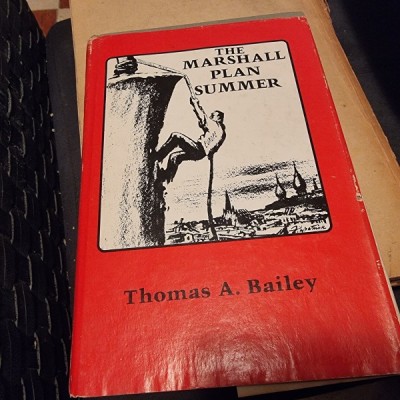 THE
MARSHALL
PLAN
SUMMER
Thomas A. Bailey